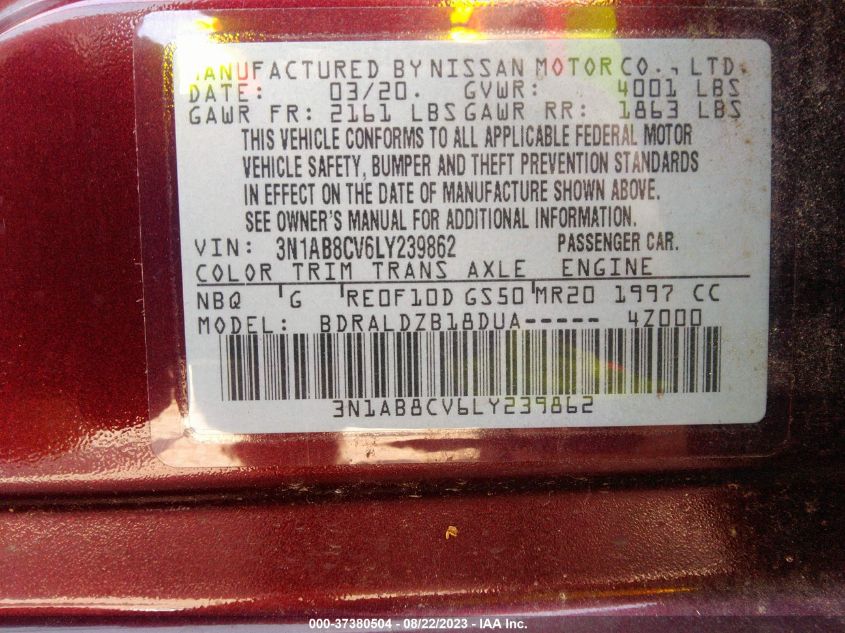 MANUFACTURED BY NISSAN MOTOR CO., LTD.
DATE: 03/20. GVWR: 4001 LBS
GAWR FR: 2161 LBS GAWR RR: 1863 LBS
THIS VEHICLE CONFORMS TO ALL APPLICABLE FEDERAL MOTOR
VEHICLE SAFETY, BUMPER AND THEFT PREVENTION STANDARDS
IN EFFECT ON THE DATE OF MANUFACTURE SHOWN ABOVE.
SEE OWNER'S MANUAL FOR ADDITIONAL INFORMATION.
VIN: 3N1AB8CV6LY239862 PASSENGER CAR.
COLOR TRIM TRANS AXLE ENGINE
NBQ G RE0F10D GS50 MR20 1997 CC
MODEL: BDRALDZB18DUA----- 4Z000
3N1AB8CV6LY239862
000-37380504 - 08/22/2023 - IAA Inc.